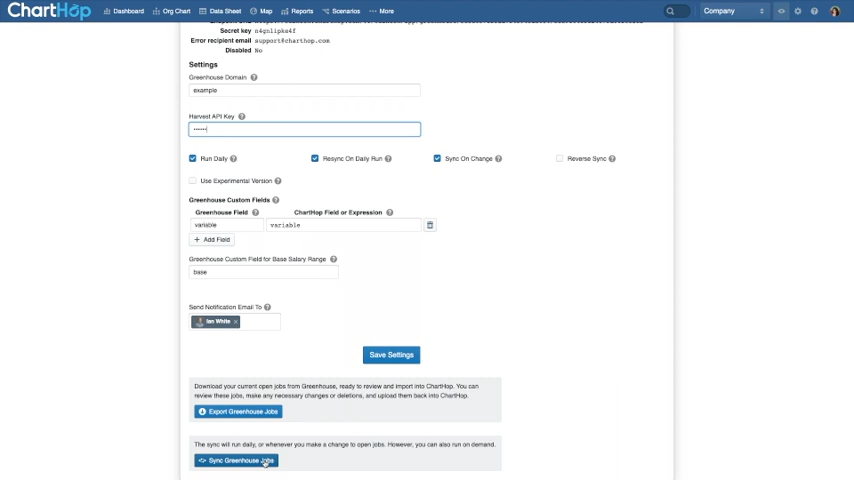 ChartHop
Dashboard Org Chart Data Sheet Map Reports Scenarios More Company
Secret key n4gnlipks4f
Error recipient email support@charthop.com
Disabled No
Settings
Greenhouse Domain
example
Harvest API Key
Run Daily Resync On Daily Run Sync On Change Reverse Sync
Use Experimental Version
Greenhouse Custom Fields
Greenhouse Field ChartHop Field or Expression
variable variable
+ Add Field
Greenhouse Custom Field for Base Salary Range
base
Send Notification Email To
Ian White ×
Save Settings
Download your current open jobs from Greenhouse, ready to review and import into ChartHop. You can
review these jobs, make any necessary changes or deletions, and upload them back into ChartHop.
Export Greenhouse Jobs
The sync will run daily, or whenever you make a change to open jobs. However, you can also run on demand.
Sync Greenhouse Jobs